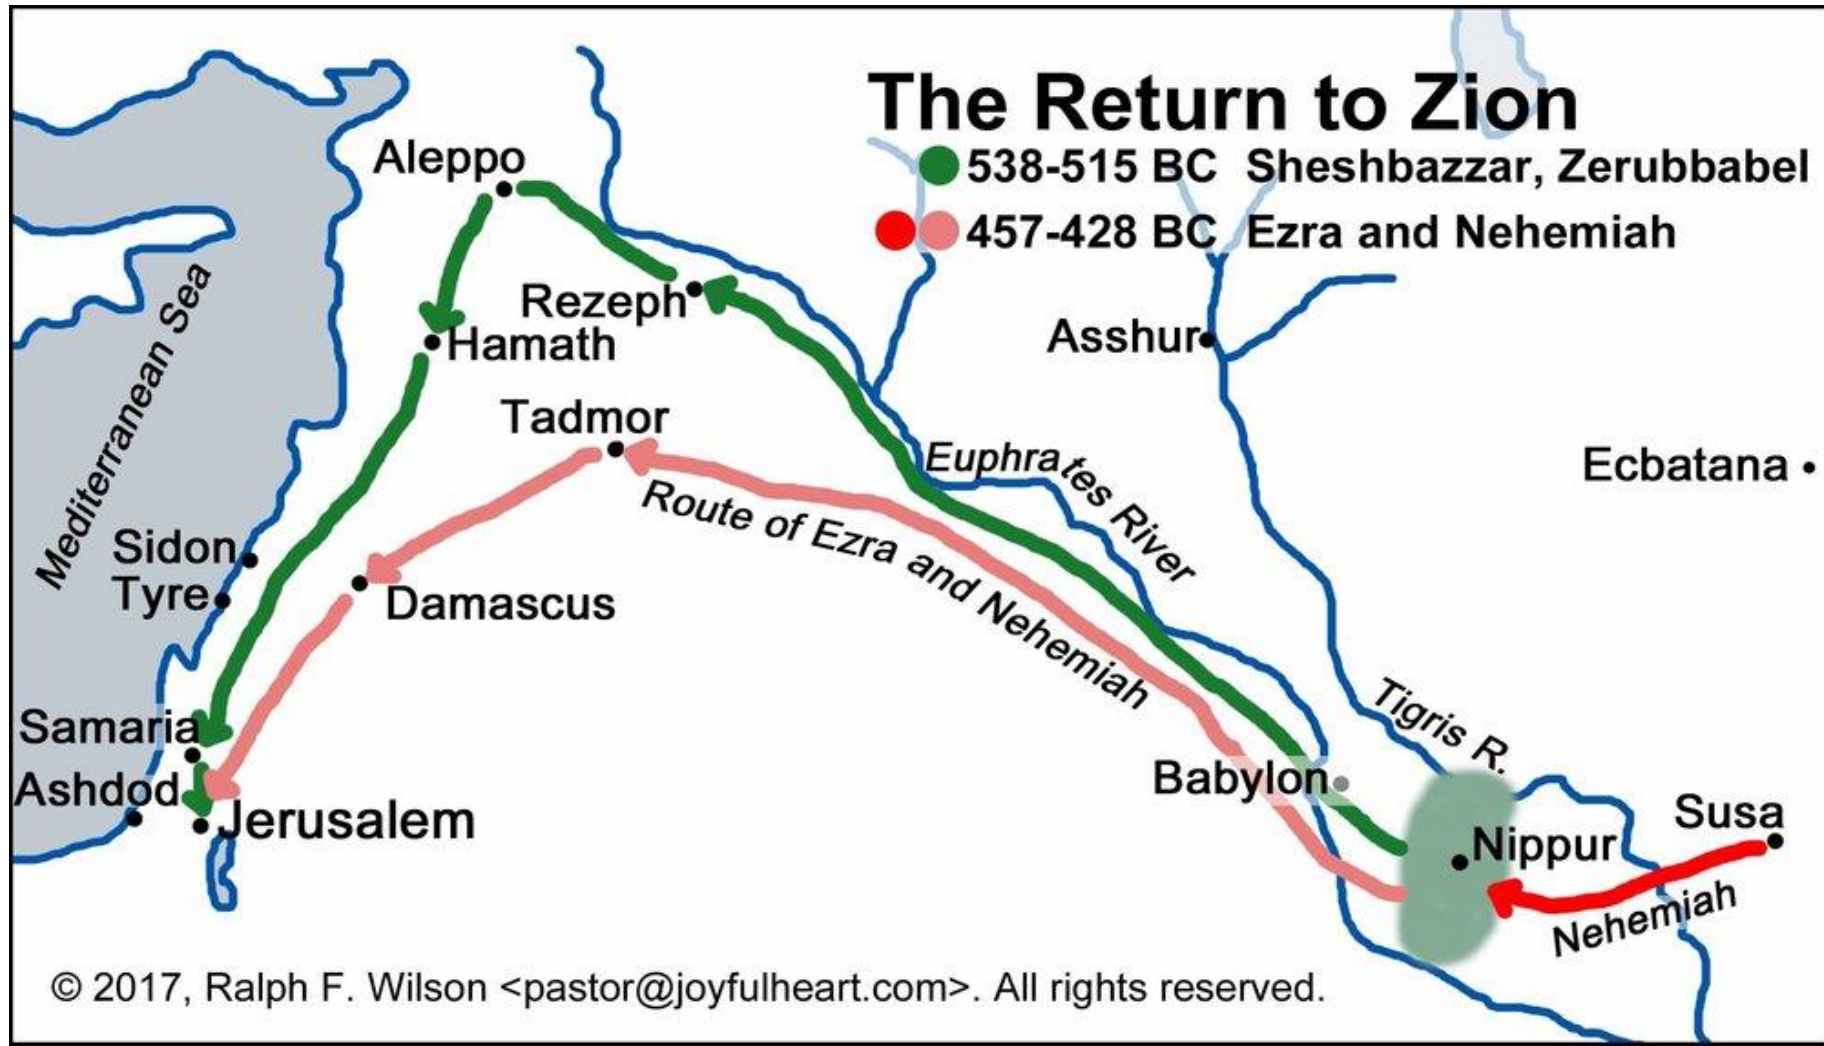 The Return to Zion
538-515 BC Sheshbazzar, Zerubbabel
457-428 BC Ezra and Nehemiah
Aleppo
Rezeph
Hamath
Asshur
Tadmor
Mediterranean Sea
Euphrates River
Ecbatana
Route of Ezra and Nehemiah
Sidon
Tyre
Damascus
Tigris R.
Samaria
Babylon
Ashdod
Jerusalem
Susa
Nippur
Nehemiah
© 2017, Ralph F. Wilson <pastor@joyfulheart.com>. All rights reserved.